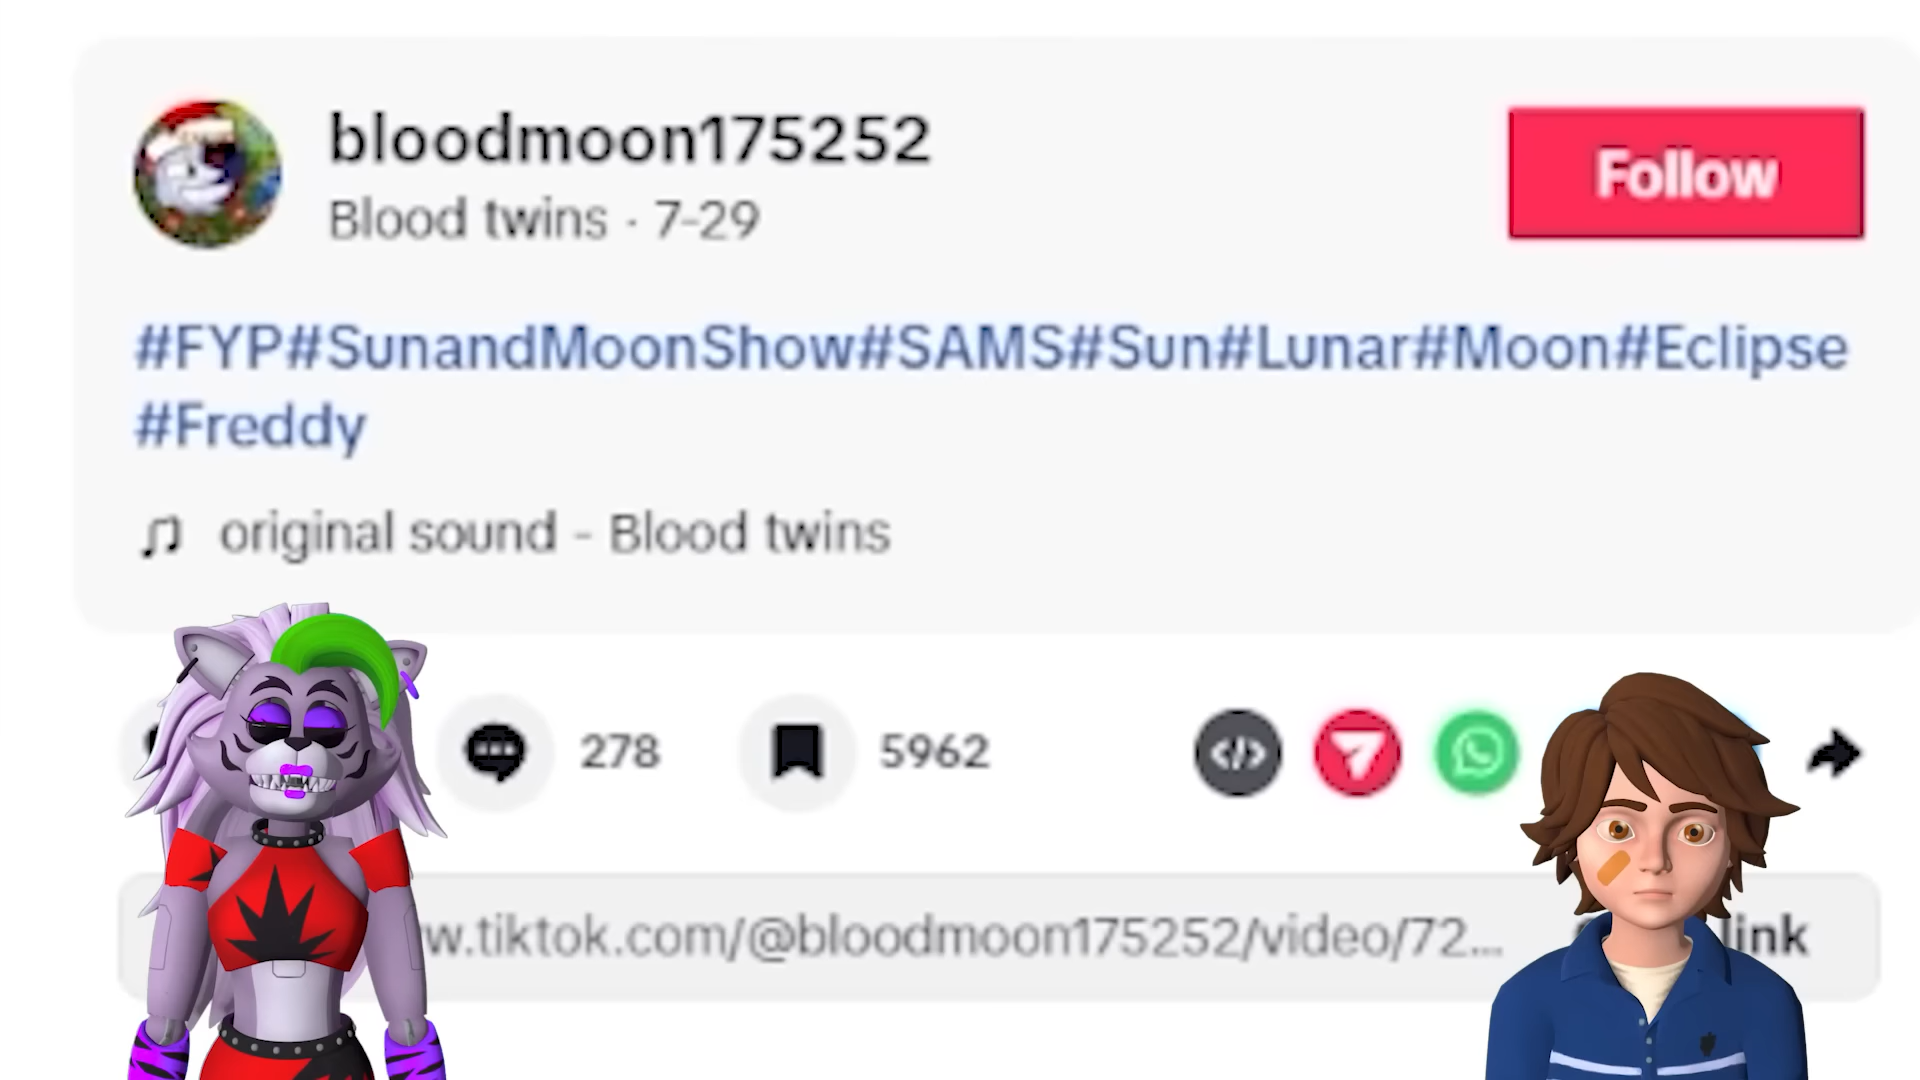 bloodmoon175252
Blood twins · 7-29
Follow
#FYP#SunandMoonShow#SAMS#Sun#Lunar#Moon#Eclipse
#Freddy
original sound - Blood twins
278
5962
w.tiktok.com/@bloodmoon175252/video/72...
link